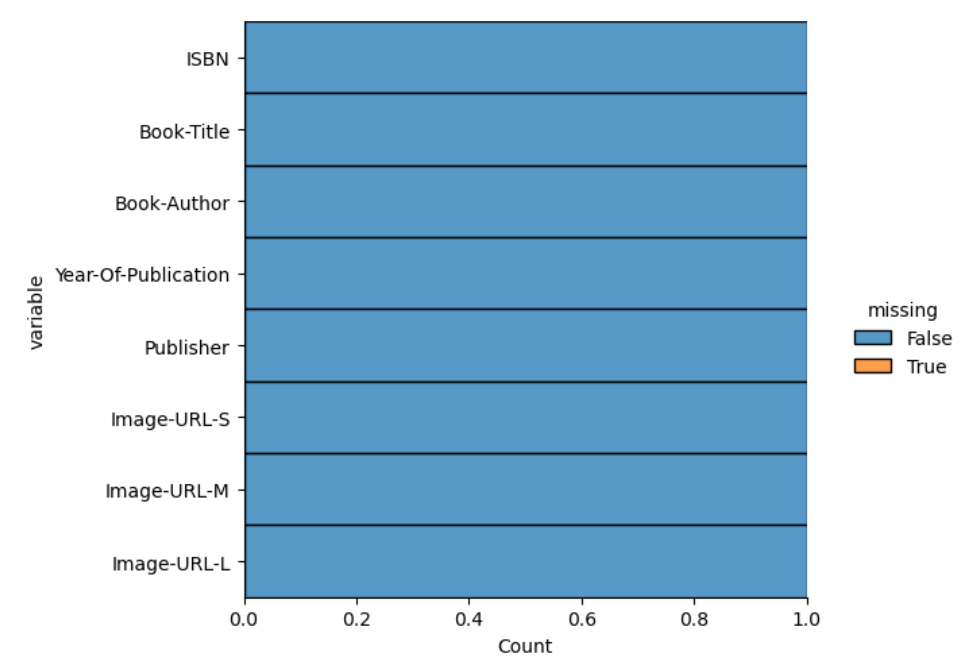 ISBN
Book-Title
Book-Author
Year-Of-Publication
Publisher
Image-URL-S
Image-URL-M
Image-URL-L
variable
0.0 0.2 0.4 0.6 0.8 1.0
Count
missing
False
True